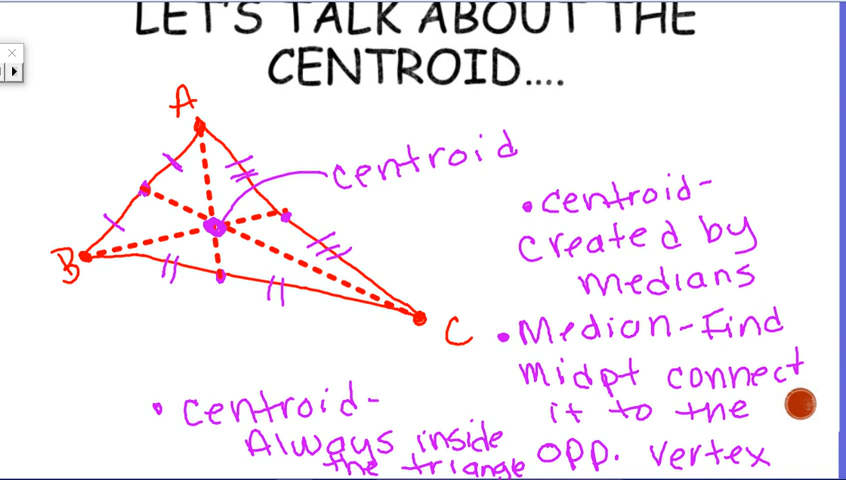 LET'S TALK ABOUT THE
CENTROID....
A
centroid
B
C
• centroid-
created by
medians
• Median-Find
midpt connect
it to the
opp. vertex
• Centroid-
Always inside
the triange